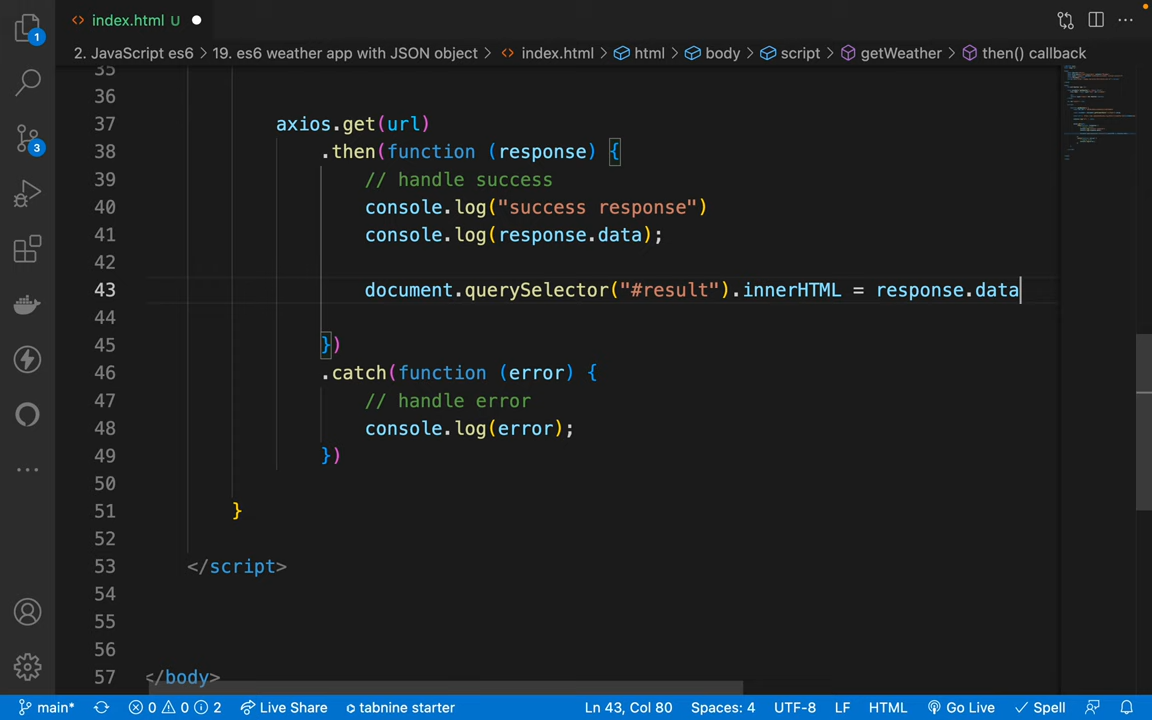 index.html U
2. JavaScript es6 > 19. es6 weather app with JSON object > index.html > html > body > script > getWeather > then() callback
35
36
37 axios.get(url)
38 .then(function (response) {
39 // handle success
40 console.log("success response")
41 console.log(response.data);
42
43 document.querySelector("#result").innerHTML = response.data
44
45 })
46 .catch(function (error) {
47 // handle error
48 console.log(error);
49 })
50
51 }
52
53 </script>
54
55
56
57 </body>
1
3
main* 0 0 2 Live Share tabnine starter Ln 43, Col 80 Spaces: 4 UTF-8 LF HTML Go Live Spell